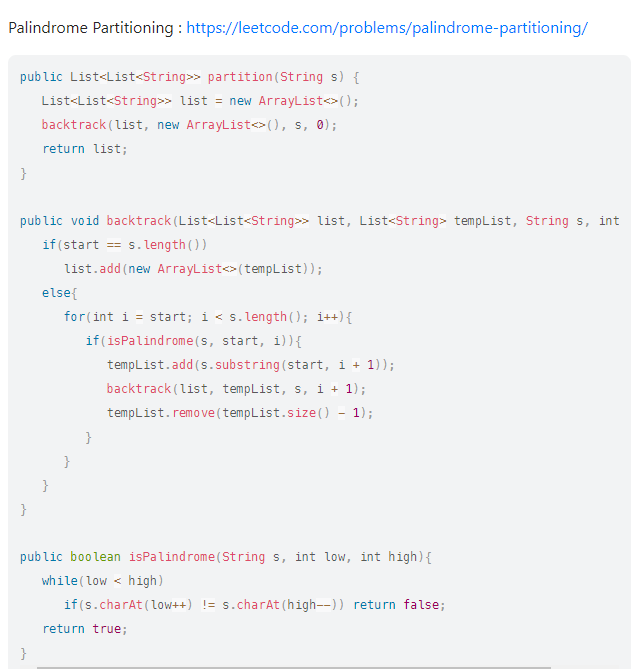 Palindrome Partitioning : https://leetcode.com/problems/palindrome-partitioning/
public List<List<String>> partition(String s) {
   List<List<String>> list = new ArrayList<>();
   backtrack(list, new ArrayList<>(), s, 0);
   return list;
}
public void backtrack(List<List<String>> list, List<String> tempList, String s, int
   if(start == s.length())
      list.add(new ArrayList<>(tempList));
   else{
      for(int i = start; i < s.length(); i++){
         if(isPalindrome(s, start, i)){
            tempList.add(s.substring(start, i + 1));
            backtrack(list, tempList, s, i + 1);
            tempList.remove(tempList.size() - 1);
         }
      }
   }
}
public boolean isPalindrome(String s, int low, int high){
   while(low < high)
      if(s.charAt(low++) != s.charAt(high--)) return false;
   return true;
}